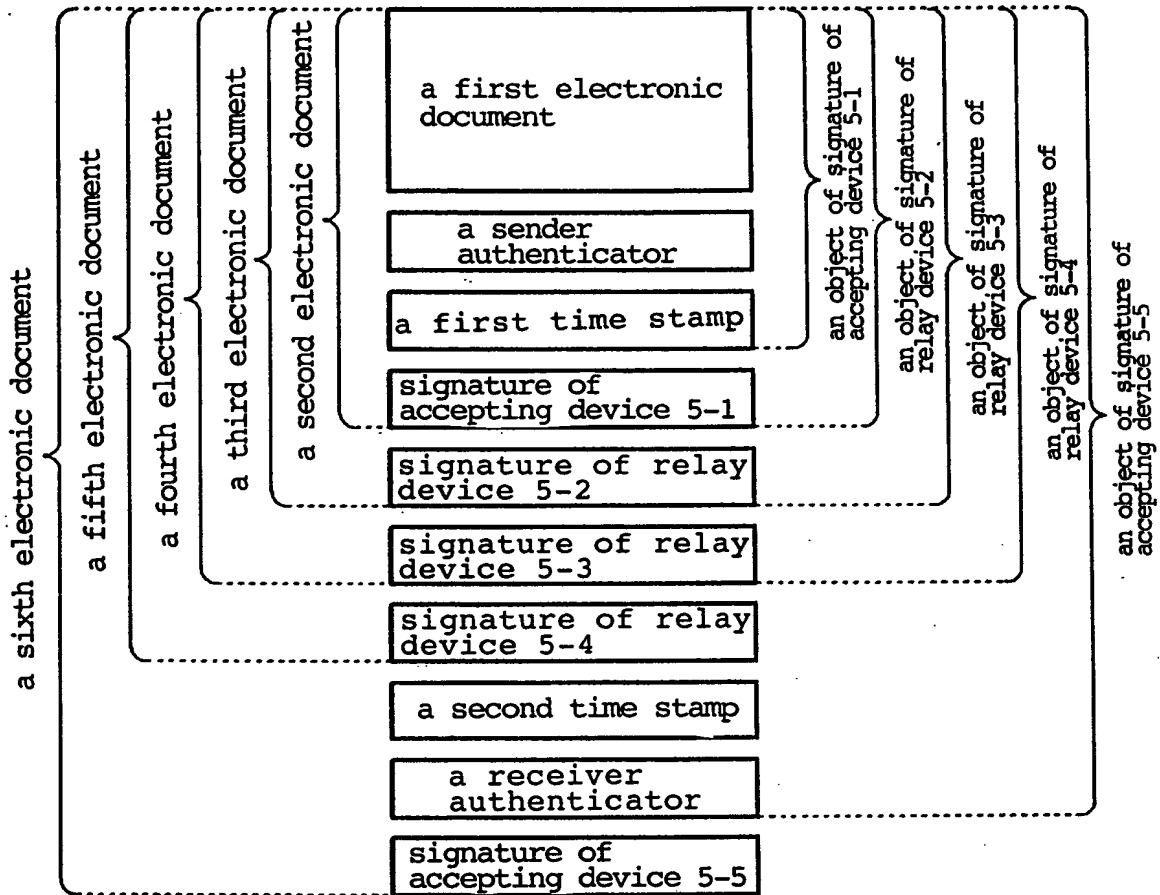 a sixth electronic document
a fifth electronic document
a fourth electronic document
a third electronic document
a second electronic document
a first electronic
document
a sender
authenticator
a first time stamp
signature of
accepting device 5-1
signature of relay
device 5-2
signature of relay
device 5-3
signature of relay
device 5-4
a second time stamp
a receiver
authenticator
signature of
accepting device 5-5
an object of signature of
accepting device 5-1
an object of signature of
relay device 5-2
an object of signature of
relay device 5-3
an object of signature of
relay device 5-4
an object of signature of
accepting device 5-5